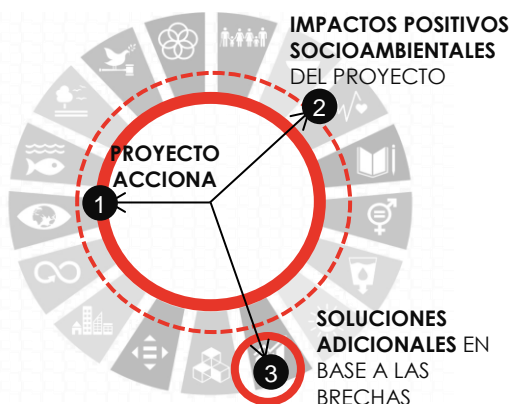 IMPACTOS POSITIVOS
SOCIOAMBIENTALES
DEL PROYECTO
2
PROYECTO
ACCIONA
1
SOLUCIONES
ADICIONALES EN
BASE A LAS
BRECHAS
3